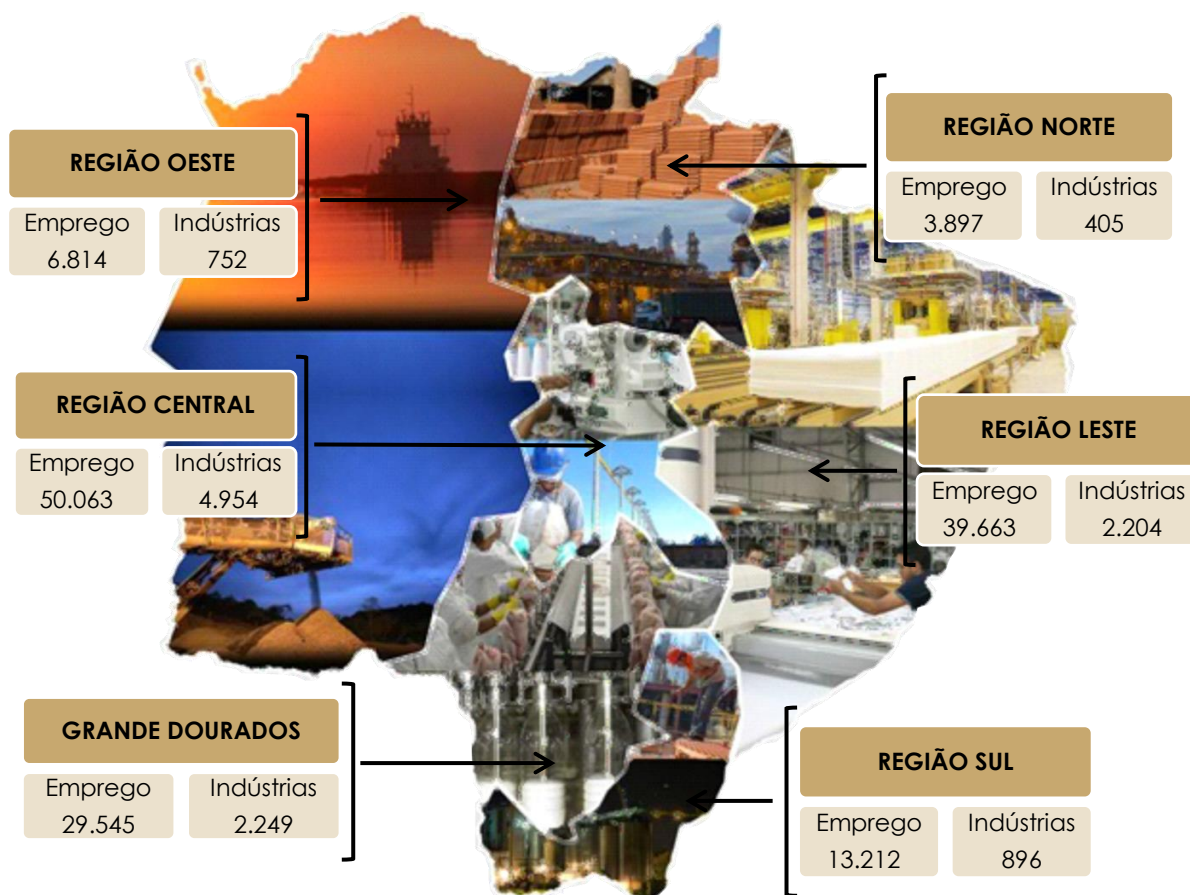 REGIÃO OESTE
Emprego
6.814
Indústrias
752
REGIÃO NORTE
Emprego
3.897
Indústrias
405
REGIÃO CENTRAL
Emprego
50.063
Indústrias
4.954
REGIÃO LESTE
Emprego
39.663
Indústrias
2.204
GRANDE DOURADOS
Emprego
29.545
Indústrias
2.249
REGIÃO SUL
Emprego
13.212
Indústrias
896